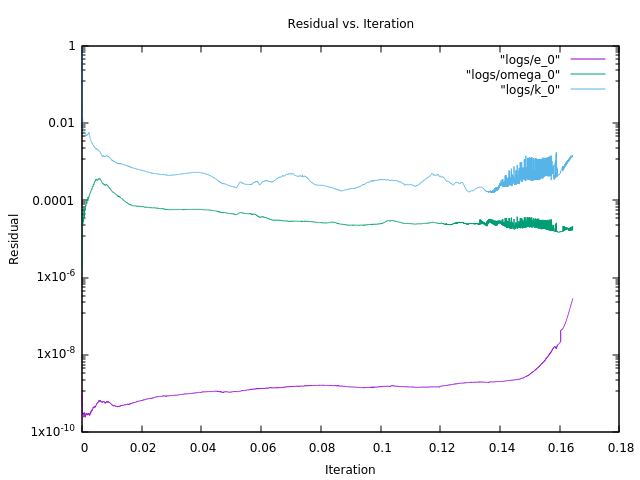 Residual vs. Iteration
"logs/e_0"
"logs/omega_0"
"logs/k_0"
1
0.01
0.0001
1x10-6
1x10-8
1x10-10
Residual
0 0.02 0.04 0.06 0.08 0.1 0.12 0.14 0.16 0.18
Iteration